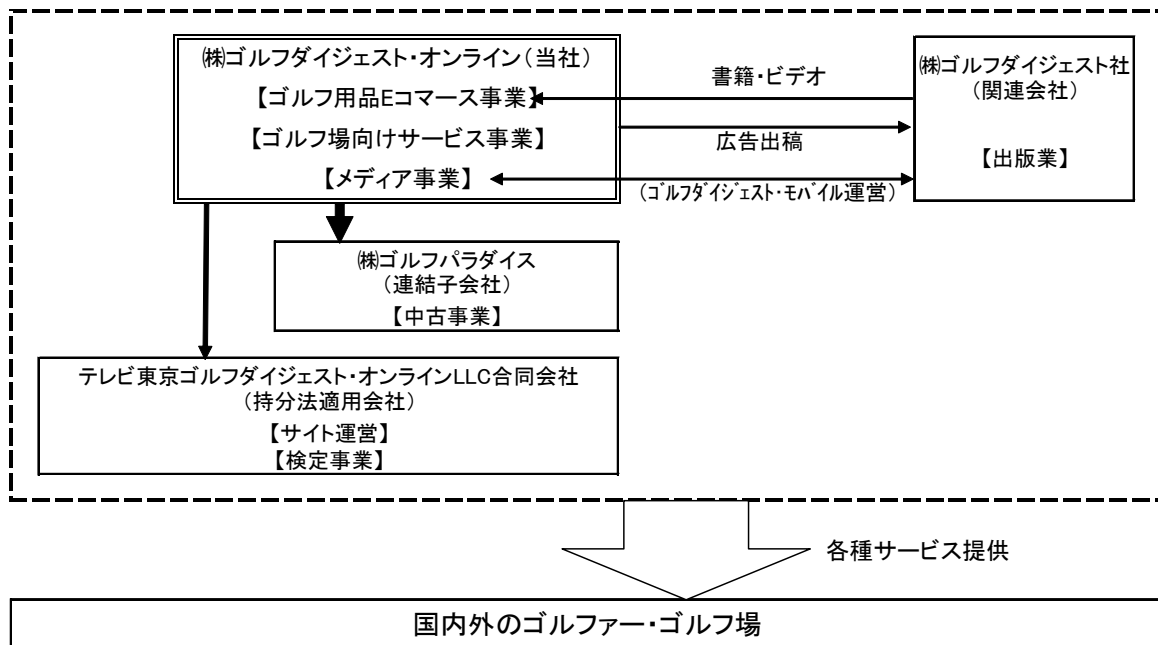 ㈱ゴルフダイジェスト・オンライン（当社）
【ゴルフ用品Eコマース事業】
【ゴルフ場向けサービス事業】
【メディア事業】
書籍・ビデオ
広告出稿
（ｺﾞﾙﾌﾀﾞｲｼﾞｪｽﾄ・ﾓﾊﾞｲﾙ運営）
㈱ゴルフダイジェスト社
（関連会社）
【出版業】
㈱ゴルフパラダイス
（連結子会社）
【中古事業】
テレビ東京ゴルフダイジェスト・オンラインLLC合同会社
（持分法適用会社）
【サイト運営】
【検定事業】
各種サービス提供
国内外のゴルファー・ゴルフ場